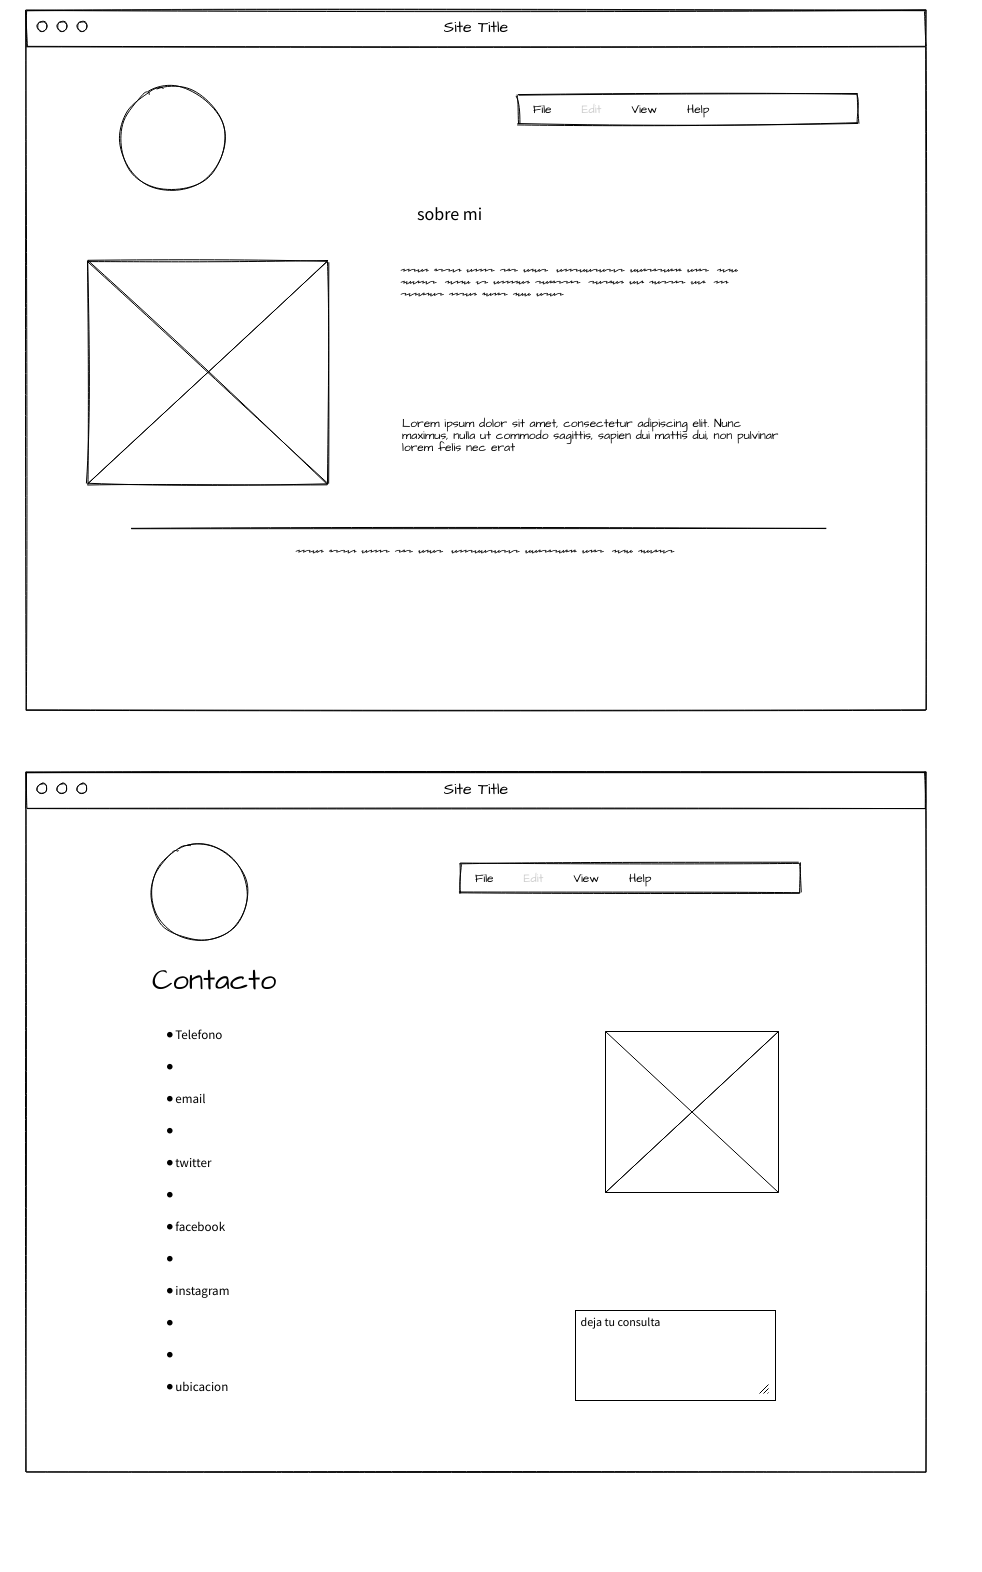 Site Title
File Edit View Help
sobre mi
Lorem ipsum dolor sit amet, consectetur adipiscing elit. Nunc
maximus, nulla ut commodo sagittis, sapien dui mattis dui, non pulvinar
lorem felis nec erat
Site Title
File Edit View Help
Contacto
Telefono
email
twitter
facebook
instagram
ubicacion
deja tu consulta